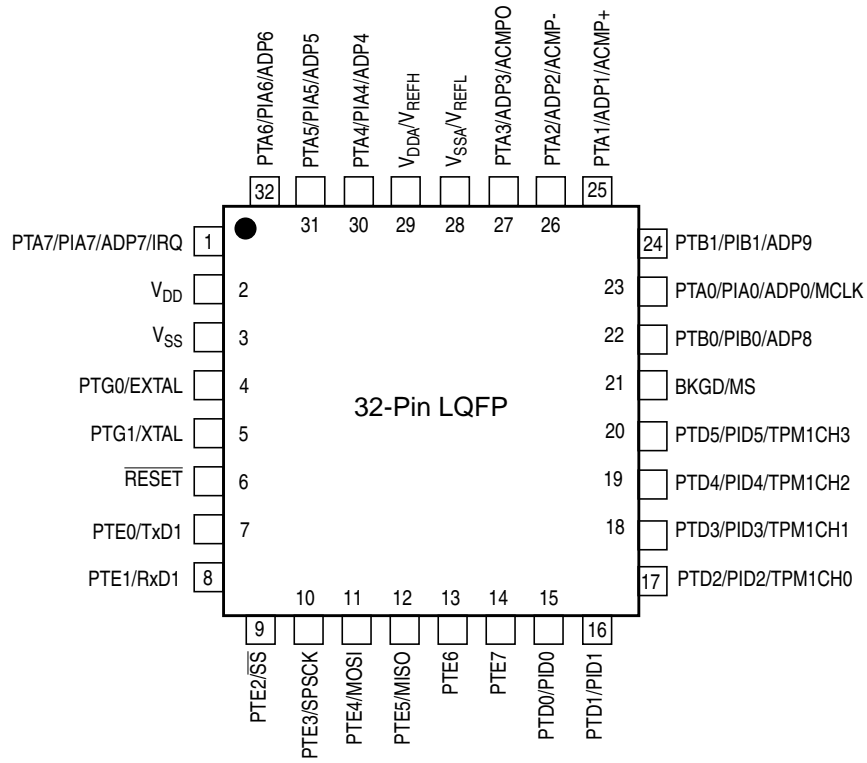 PTA6/PIA6/ADP6
PTA5/PIA5/ADP5
PTA4/PIA4/ADP4
VDDA/VREFH
VSSA/VREFL
PTA3/ADP3/ACMPO
PTA2/ADP2/ACMP-
PTA1/ADP1/ACMP+
32
31
30
29
28
27
26
25
PTA7/PIA7/ADP7/IRQ 1
VDD 2
VSS 3
PTG0/EXTAL 4
PTG1/XTAL 5
RESET 6
PTE0/TxD1 7
PTE1/RxD1 8
32-Pin LQFP
24 PTB1/PIB1/ADP9
23 PTA0/PIA0/ADP0/MCLK
22 PTB0/PIB0/ADP8
21 BKGD/MS
20 PTD5/PID5/TPM1CH3
19 PTD4/PID4/TPM1CH2
18 PTD3/PID3/TPM1CH1
17 PTD2/PID2/TPM1CH0
9
10
11
12
13
14
15
16
PTE2/SS
PTE3/SPSCK
PTE4/MOSI
PTE5/MISO
PTE6
PTE7
PTD0/PID0
PTD1/PID1